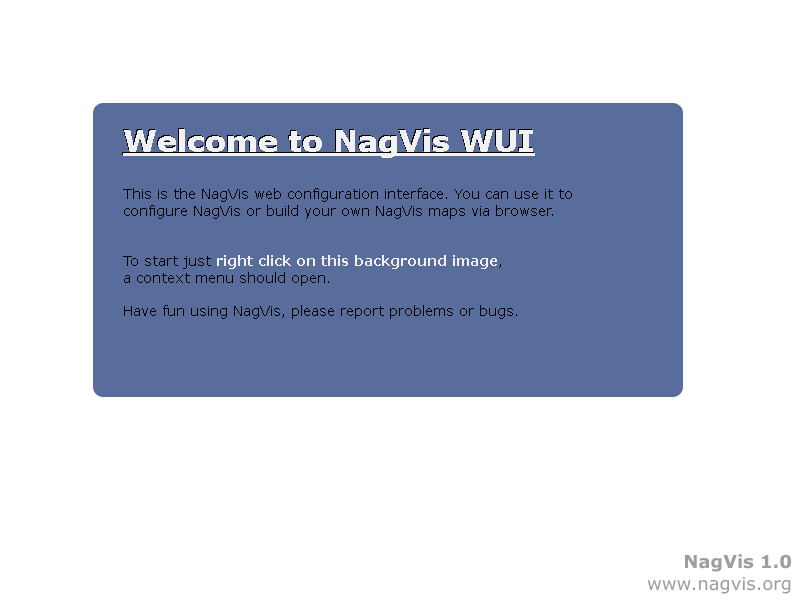 Welcome to NagVis WUI
This is the NagVis web configuration interface. You can use it to
configure NagVis or build your own NagVis maps via browser.
To start just right click on this background image,
a context menu should open.
Have fun using NagVis, please report problems or bugs.
NagVis 1.0
www.nagvis.org